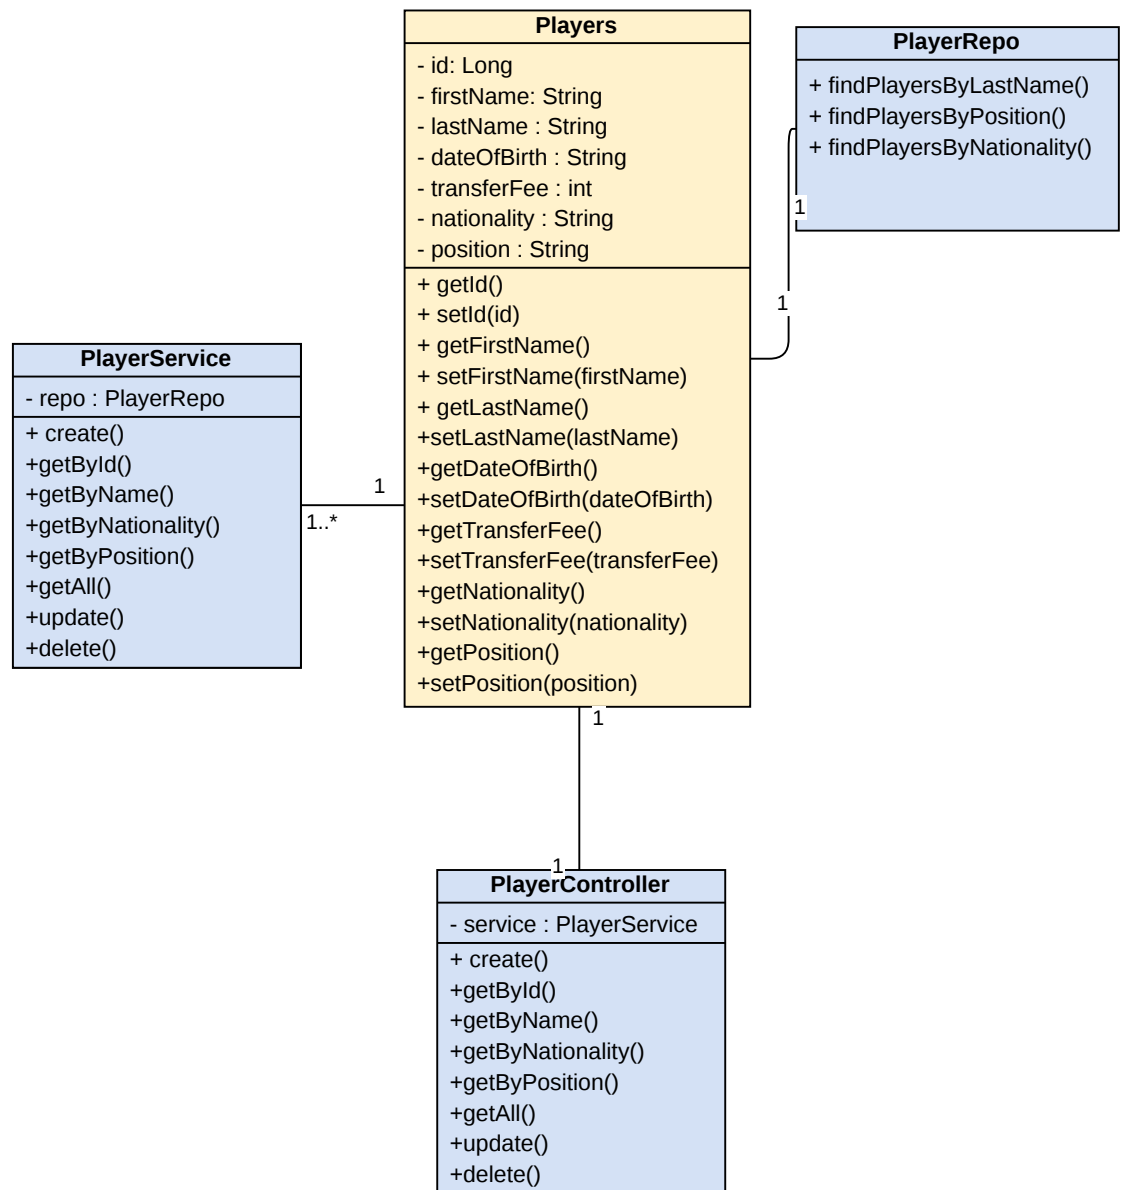 Players
- id: Long
- firstName: String
- lastName : String
- dateOfBirth : String
- transferFee : int
- nationality : String
- position : String
+ getId()
+ setId(id)
+ getFirstName()
+ setFirstName(firstName)
+ getLastName()
+setLastName(lastName)
+getDateOfBirth()
+setDateOfBirth(dateOfBirth)
+getTransferFee()
+setTransferFee(transferFee)
+getNationality()
+setNationality(nationality)
+getPosition()
+setPosition(position)
PlayerRepo
+ findPlayersByLastName()
+ findPlayersByPosition()
+ findPlayersByNationality()
1
1
PlayerService
- repo : PlayerRepo
+ create()
+getById()
+getByName()
+getByNationality()
+getByPosition()
+getAll()
+update()
+delete()
1
1..*
1
1
PlayerController
- service : PlayerService
+ create()
+getById()
+getByName()
+getByNationality()
+getByPosition()
+getAll()
+update()
+delete()